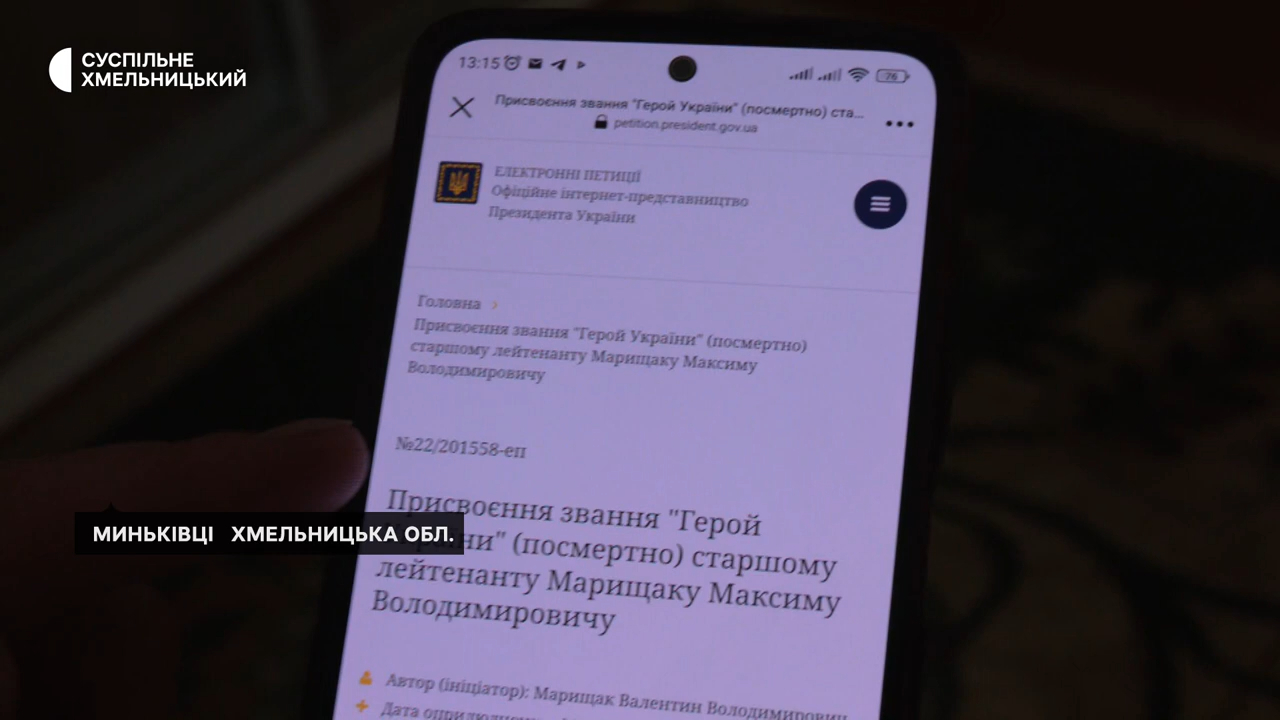 СУСПІЛЬНЕ
ХМЕЛЬНИЦЬКИЙ
13:15
76
Присвоєння звання "Герой України" (посмертно) ста...
petition.president.gov.ua
ЕЛЕКТРОННІ ПЕТИЦІЇ
Офіційне інтернет-представництво
Президента України
Головна >
Присвоєння звання "Герой України" (посмертно)
старшому лейтенанту Марищаку Максиму
Володимировичу
№22/201558-еп
Присвоєння звання "Герой
України" (посмертно) старшому
лейтенанту Марищаку Максиму
Володимировичу
МИНЬКІВЦІ ХМЕЛЬНИЦЬКА ОБЛ.
Автор (ініціатор): Марищак Валентин Володимирович
Дата